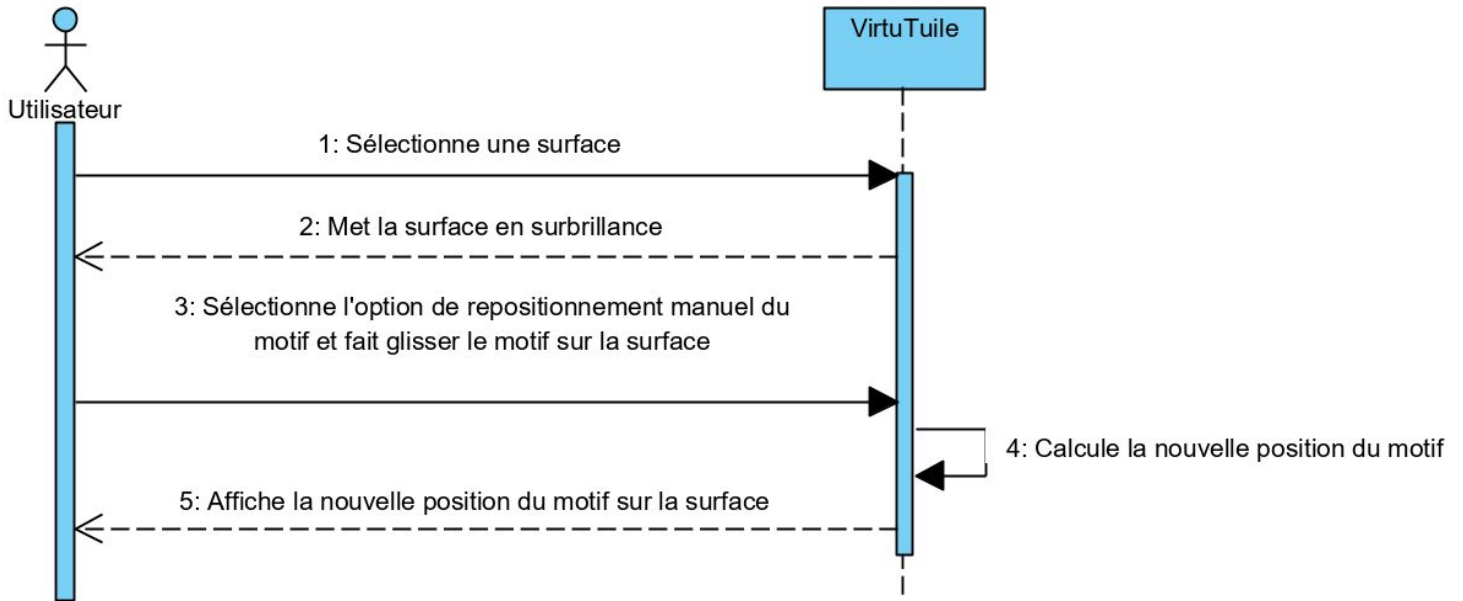 VirtuTuile
Utilisateur
1: Sélectionne une surface
2: Met la surface en surbrillance
3: Sélectionne l'option de repositionnement manuel du
motif et fait glisser le motif sur la surface
4: Calcule la nouvelle position du motif
5: Affiche la nouvelle position du motif sur la surface